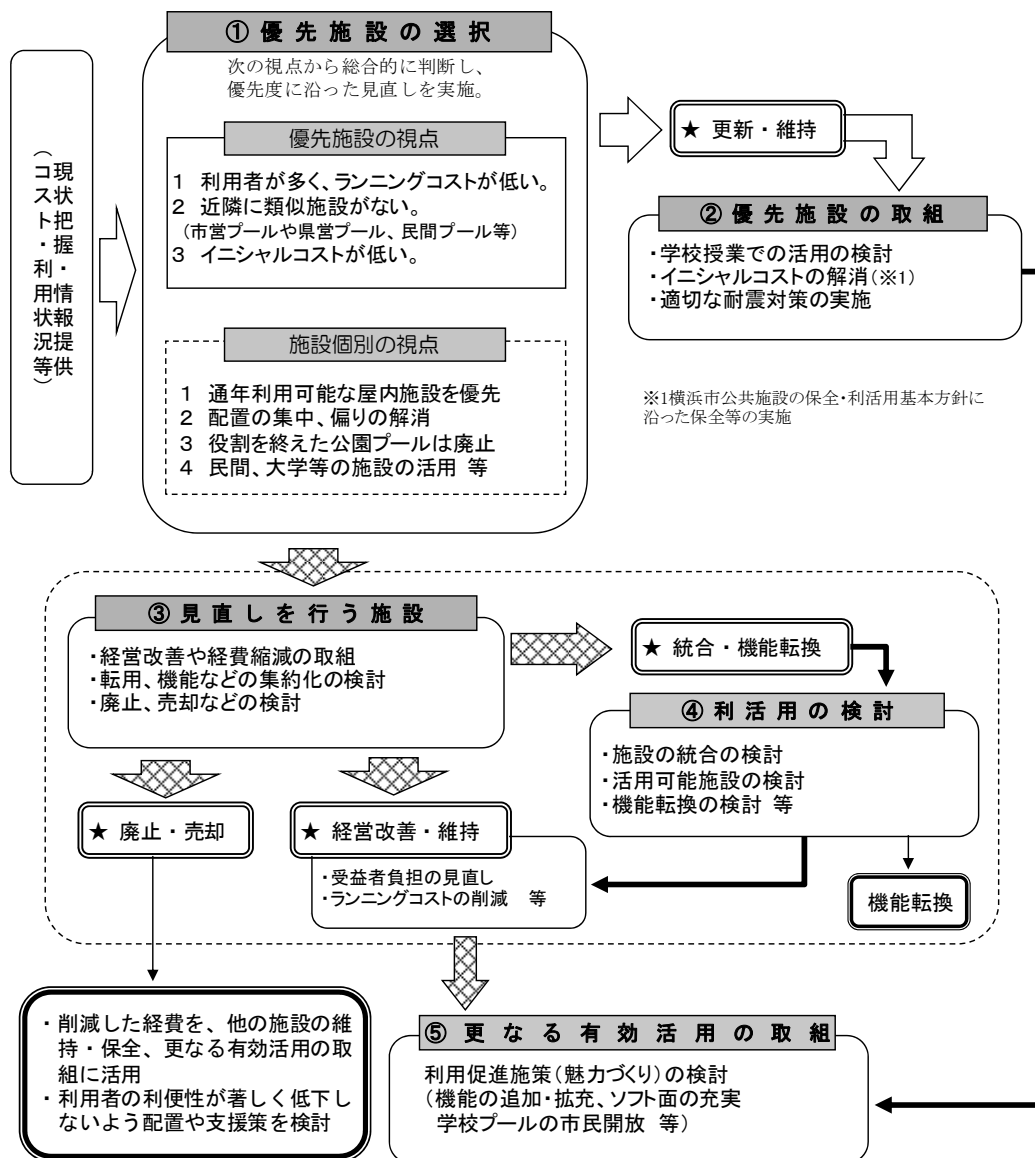 現状把握・情報提供
(コスト・利用状況等)
① 優 先 施 設 の 選 択
次の視点から総合的に判断し、
優先度に沿った見直しを実施。
優先施設の視点
1 利用者が多く、ランニングコストが低い。
2 近隣に類似施設がない。
(市営プールや県営プール、民間プール等)
3 イニシャルコストが低い。
施設個別の視点
1 通年利用可能な屋内施設を優先
2 配置の集中、偏りの解消
3 役割を終えた公園プールは廃止
4 民間、大学等の施設の活用 等
★ 更新・維持
② 優 先 施 設 の 取 組
・学校授業での活用の検討
・イニシャルコストの解消(※1)
・適切な耐震対策の実施
※1横浜市公共施設の保全・利活用基本方針に
沿った保全等の実施
③ 見 直 し を 行 う 施 設
・経営改善や経費縮減の取組
・転用、機能などの集約化の検討
・廃止、売却などの検討
★ 統合・機能転換
④ 利 活 用 の 検 討
・施設の統合の検討
・活用可能施設の検討
・機能転換の検討 等
★ 廃止・売却
★ 経営改善・維持
・受益者負担の見直し
・ランニングコストの削減 等
機能転換
・削減した経費を、他の施設の維
持・保全、更なる有効活用の取
組に活用
・利用者の利便性が著しく低下し
ないよう配置や支援策を検討
⑤ 更 な る 有 効 活 用 の 取 組
利用促進施策(魅力づくり)の検討
(機能の追加・拡充、ソフト面の充実
学校プールの市民開放 等)